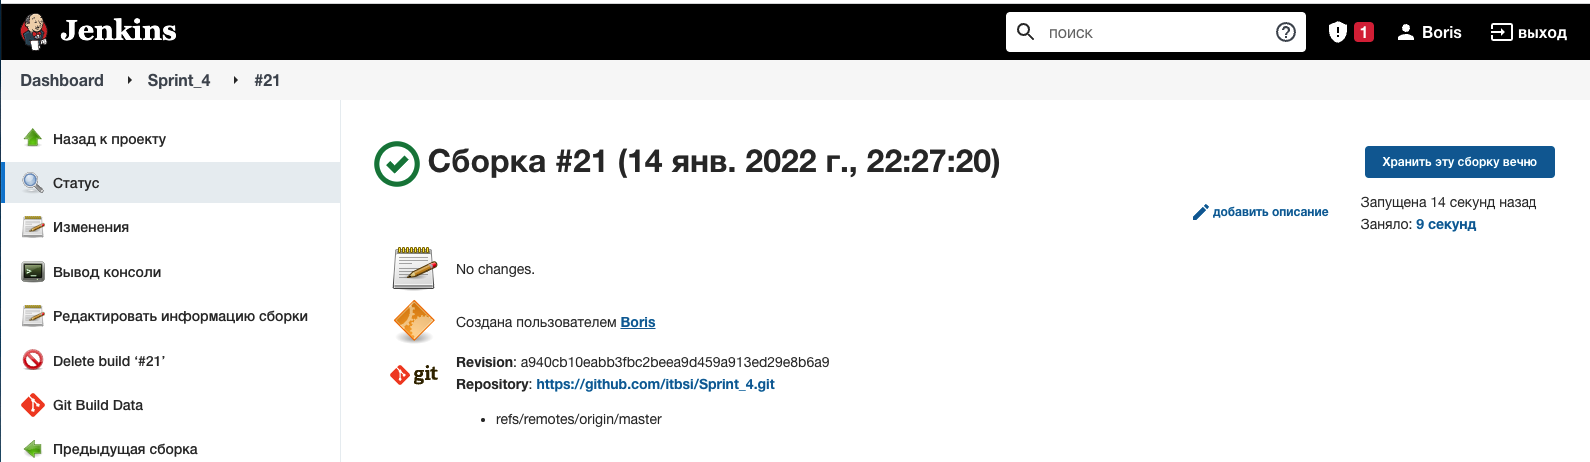 Jenkins
поиск
1
Boris
выход
Dashboard
Sprint_4
#21
Назад к проекту
Статус
Изменения
Вывод консоли
Редактировать информацию сборки
Delete build ‘#21’
Git Build Data
Предыдущая сборка
Сборка #21 (14 янв. 2022 г., 22:27:20)
Хранить эту сборку вечно
добавить описание
Запущена 14 секунд назад
Заняло: 9 секунд
No changes.
Создана пользователем Boris
git
Revision: a940cb10eabb3fbc2beea9d459a913ed29e8b6a9
Repository: https://github.com/itbsi/Sprint_4.git
• refs/remotes/origin/master